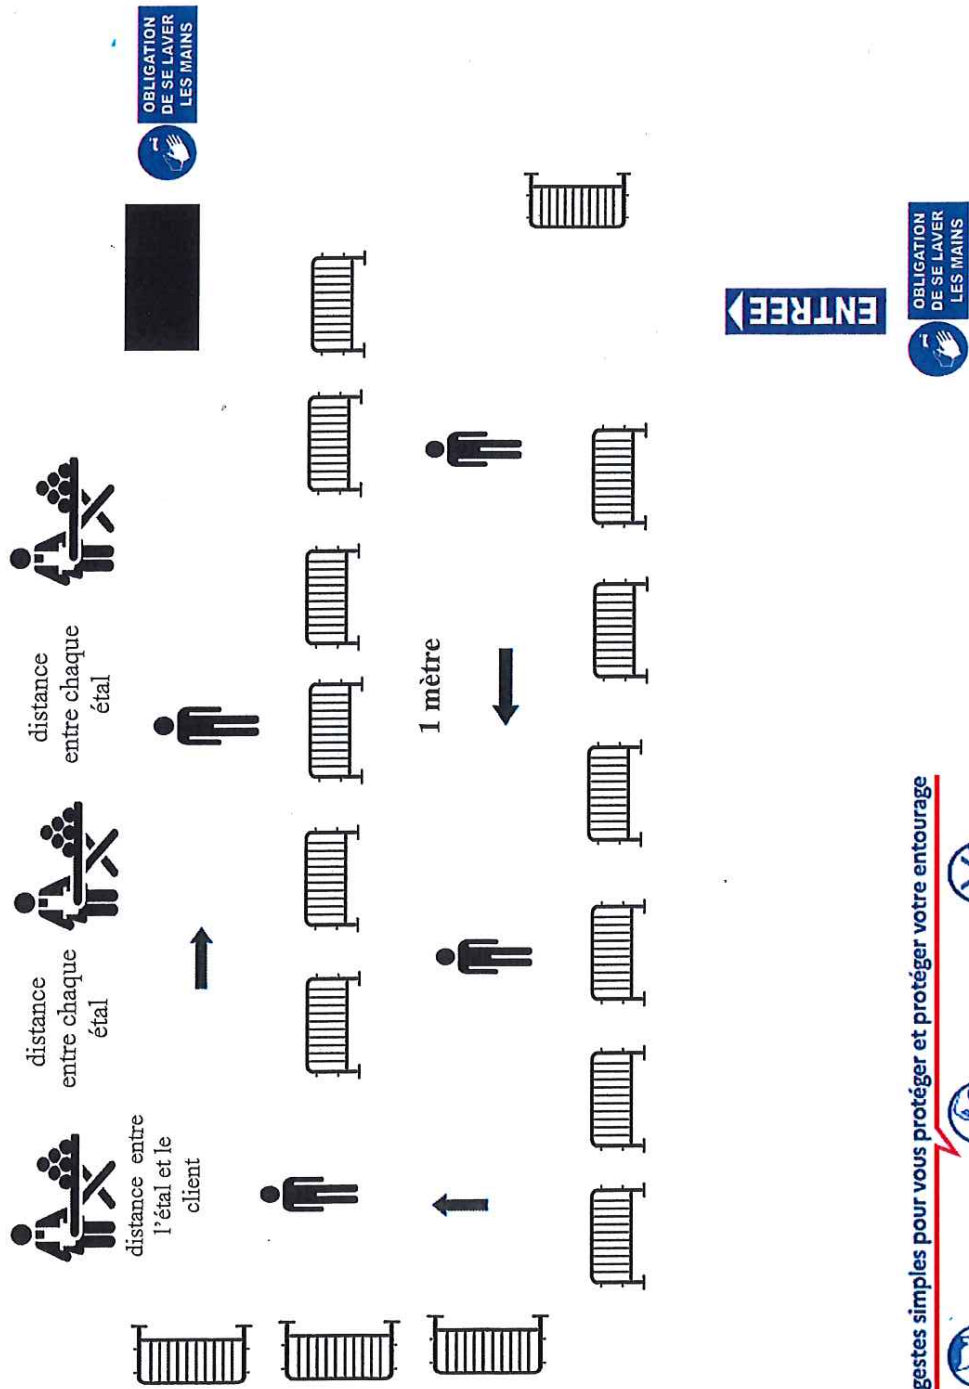 distance entre
l'étal et le
client
distance
entre chaque
étal
distance
entre chaque
étal
OBLIGATION
DE SE LAVER
LES MAINS
1 mètre
ENTREE
OBLIGATION
DE SE LAVER
LES MAINS
gestes simples pour vous protéger et protéger votre entourage